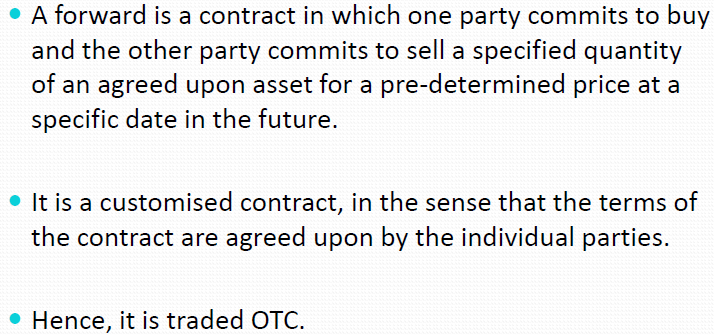 • A forward is a contract in which one party commits to buy
and the other party commits to sell a specified quantity
of an agreed upon asset for a pre-determined price at a
specific date in the future.
• It is a customised contract, in the sense that the terms of
the contract are agreed upon by the individual parties.
• Hence, it is traded OTC.